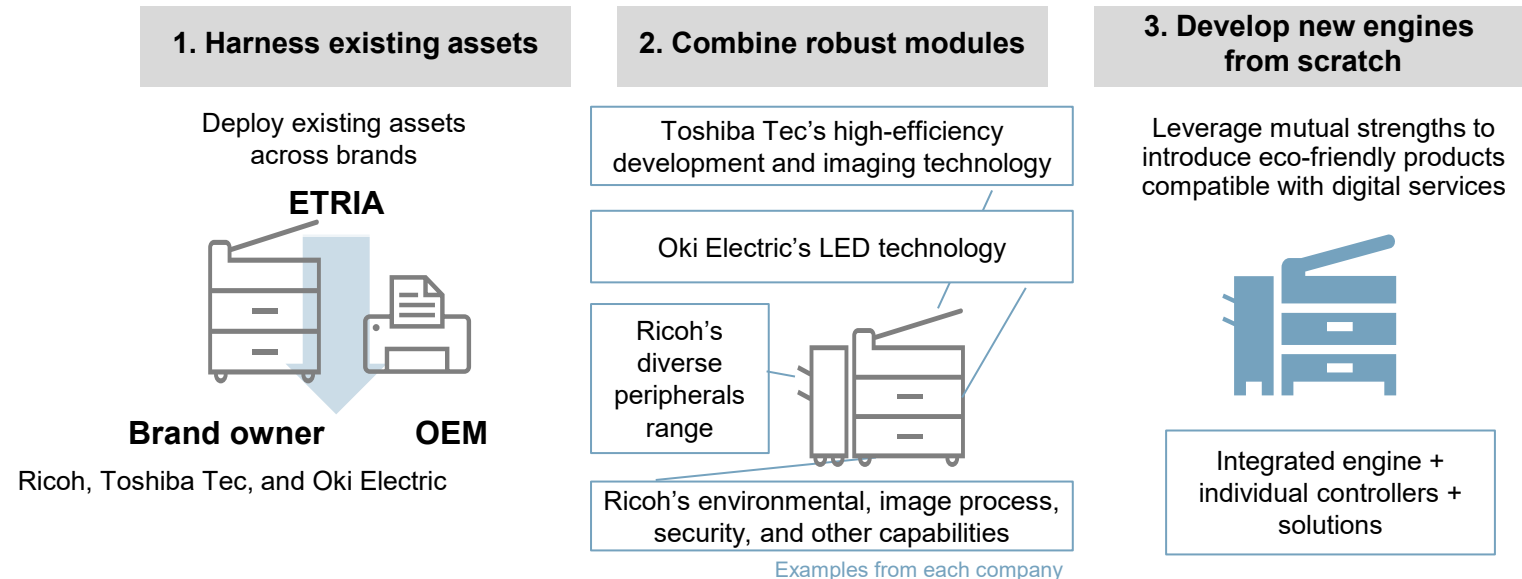 1. Harness existing assets
Deploy existing assets
across brands
ETRIA
Brand owner
OEM
Ricoh, Toshiba Tec, and Oki Electric
2. Combine robust modules
Toshiba Tec’s high-efficiency
development and imaging technology
Oki Electric’s LED technology
Ricoh’s
diverse
peripherals
range
Ricoh’s environmental, image process,
security, and other capabilities
Examples from each company
3. Develop new engines
from scratch
Leverage mutual strengths to
introduce eco-friendly products
compatible with digital services
Integrated engine +
individual controllers +
solutions